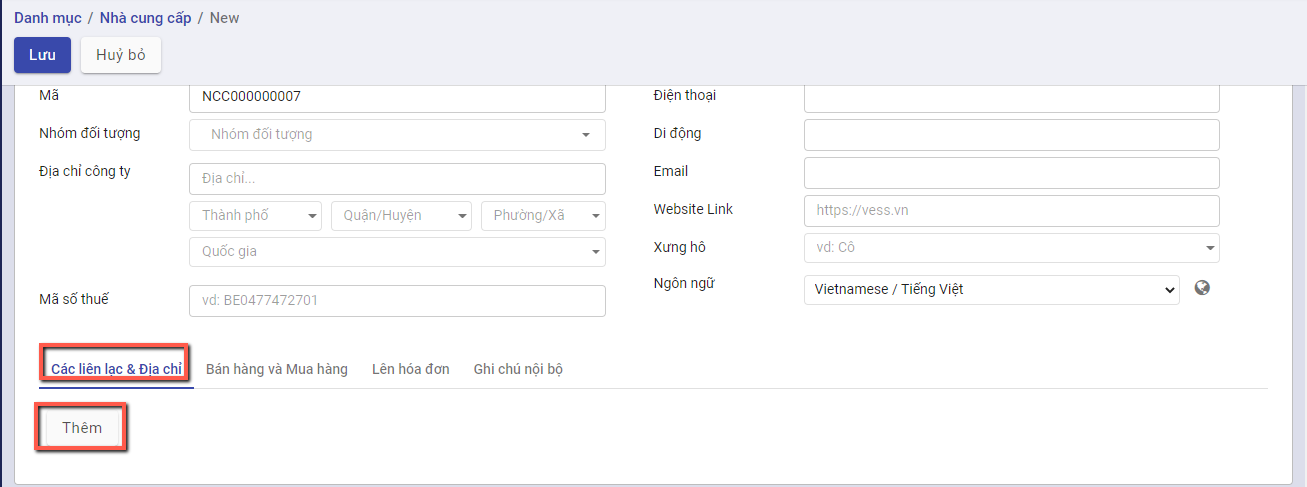 Danh mục / Nhà cung cấp / New
Lưu Huỷ bỏ
Mã NCC000000007
Nhóm đối tượng Nhóm đối tượng
Địa chỉ công ty Địa chỉ...
Thành phố Quận/Huyện Phường/Xã
Quốc gia
Mã số thuế vd: BE0477472701
Điện thoại
Di động
Email
Website Link https://vess.vn
Xưng hô vd: Cô
Ngôn ngữ Vietnamese / Tiếng Việt
Các liên lạc & Địa chỉ Bán hàng và Mua hàng Lên hóa đơn Ghi chú nội bộ
Thêm